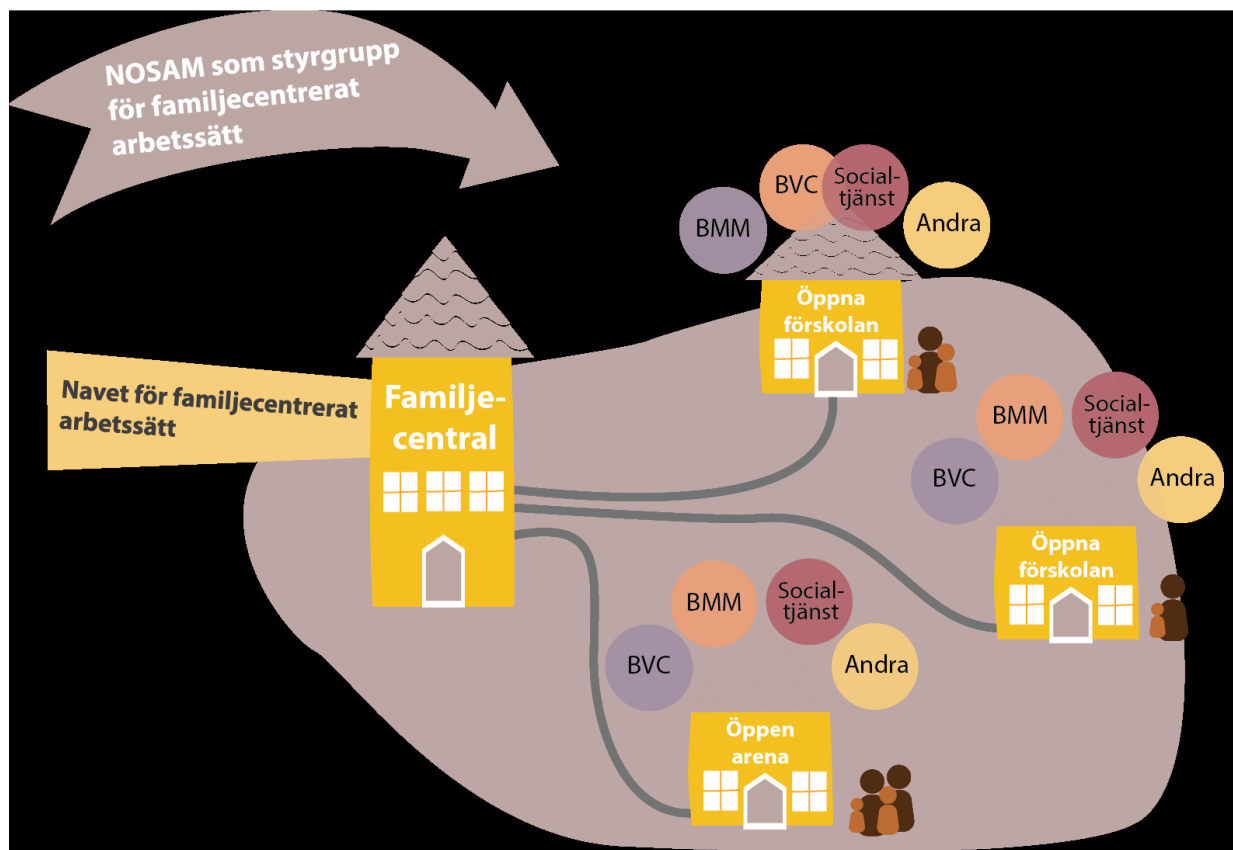 NOSAM som styrgrupp
för familjecentrerat
arbetssätt
BMM
BVC
Social-
tjänst
Andra
Öppna
förskolan
Navet för familjecentrerat
arbetssätt
Familje-
central
BVC
BMM
Social-
tjänst
Andra
Öppna
förskolan
BVC
BMM
Social-
tjänst
Andra
Öppen
arena